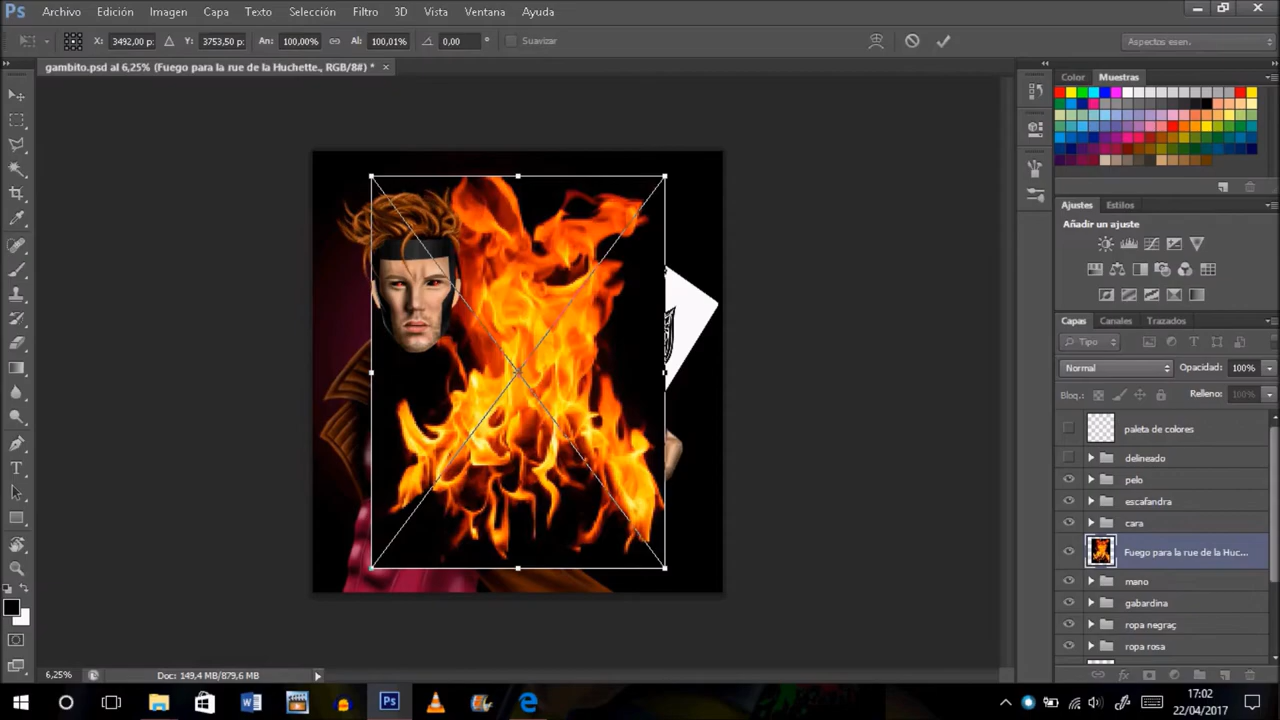 Ps Archivo Edición Imagen Capa Texto Selección Filtro 3D Vista Ventana Ayuda
X: 3492,00 p: Y: 3753,50 p: An: 100,00% Al: 100,01% 0,00 ° Suavizar Aspectos esen.
gambito.psd al 6,25% (Fuego para la rue de la Huchette., RGB/8#) * ×
Color Muestras
Ajustes Estilos
Añadir un ajuste
Capas Canales Trazados
Tipo
Normal Opacidad: 100%
Bloq.: Relleno: 100%
paleta de colores
delineado
pelo
escafandra
cara
Fuego para la rue de la Huc...
mano
gabardina
ropa negraç
ropa rosa
6,25% Doc: 149,4 MB/879,6 MB
17:02
22/04/2017